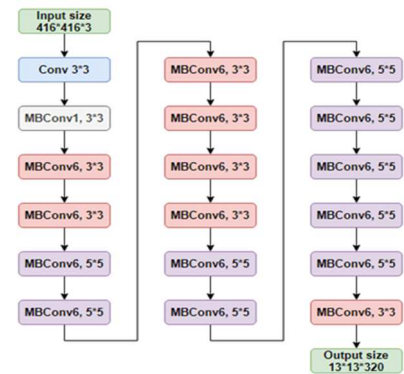 Input size
416*416*3
Conv 3*3
MBConv1, 3*3
MBConv6, 3*3
MBConv6, 3*3
MBConv6, 5*5
MBConv6, 5*5
MBConv6, 3*3
MBConv6, 3*3
MBConv6, 3*3
MBConv6, 3*3
MBConv6, 5*5
MBConv6, 5*5
MBConv6, 5*5
MBConv6, 5*5
MBConv6, 5*5
MBConv6, 5*5
MBConv6, 5*5
MBConv6, 3*3
Output size
13*13*320